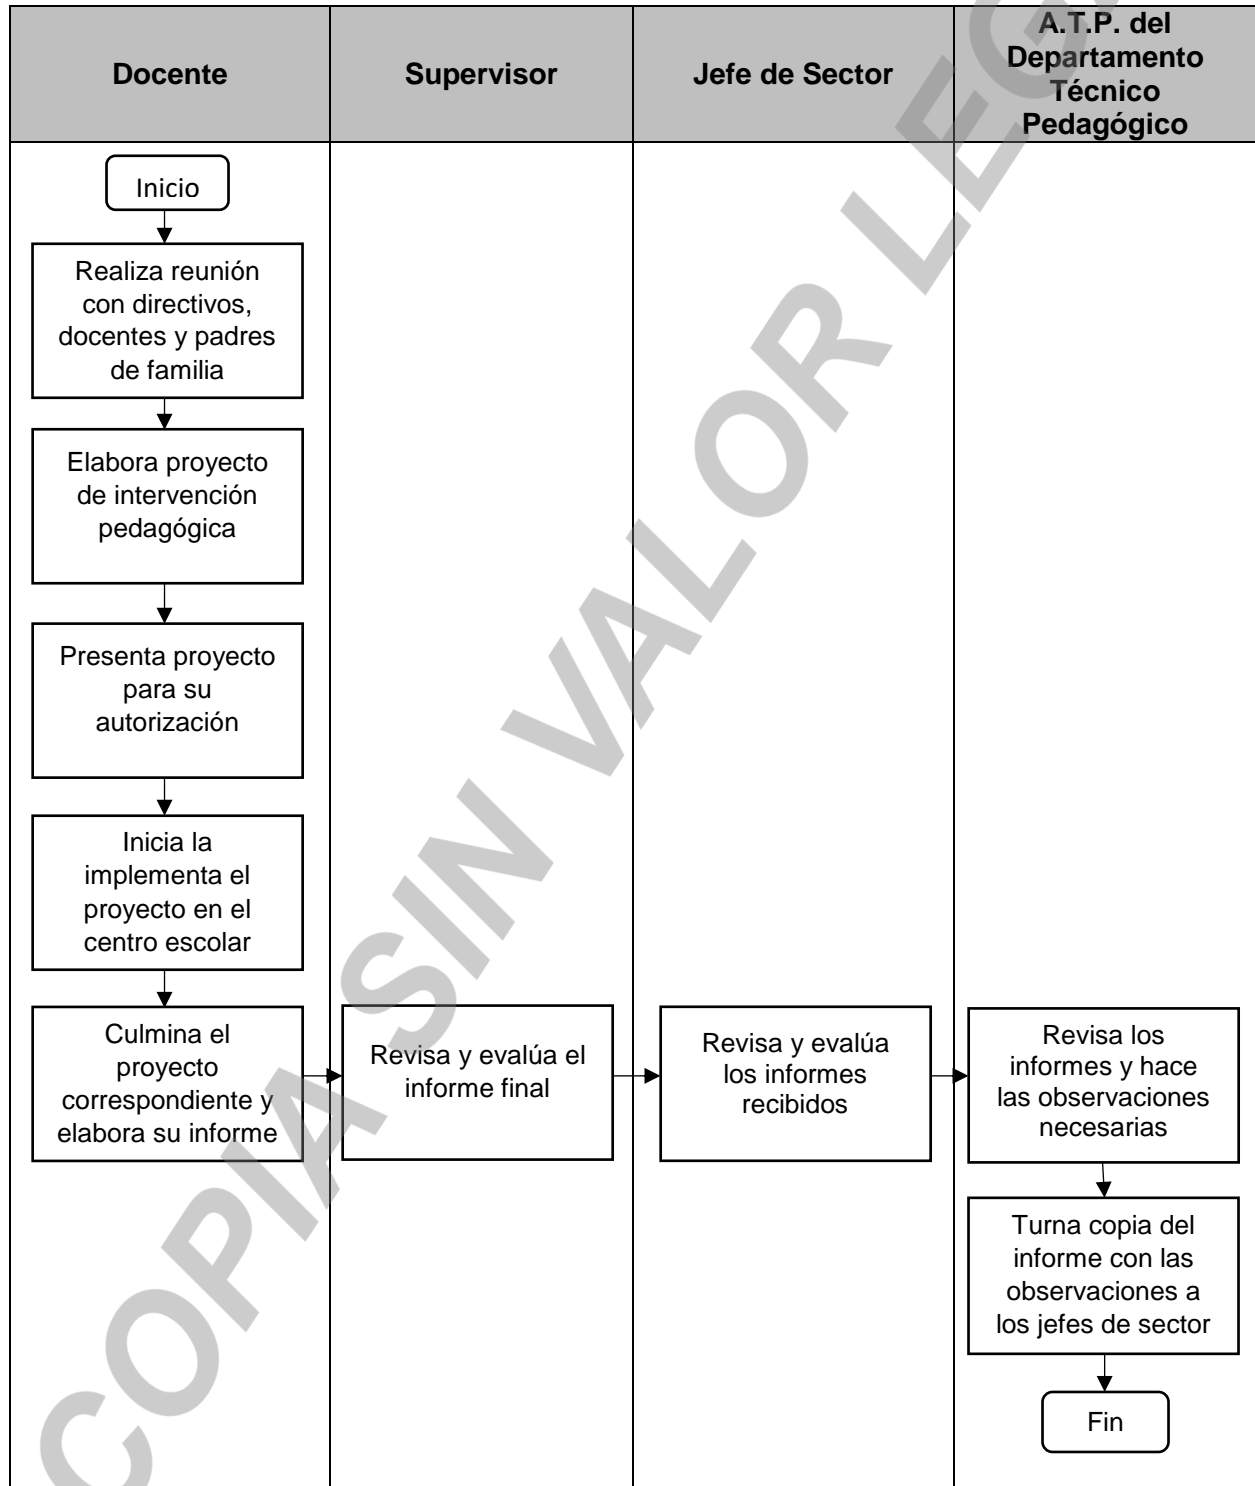 Docente
Supervisor
Jefe de Sector
A.T.P. del
Departamento
Técnico
Pedagógico
Inicio
Realiza reunión
con directivos,
docentes y padres
de familia
Elabora proyecto
de intervención
pedagógica
Presenta proyecto
para su
autorización
Inicia la
implementa el
proyecto en el
centro escolar
Culmina el
proyecto
correspondiente y
elabora su informe
Revisa y evalúa el
informe final
Revisa y evalúa
los informes
recibidos
Revisa los
informes y hace
las observaciones
necesarias
Turna copia del
informe con las
observaciones a
los jefes de sector
Fin
COPIA SIN VALOR LEG